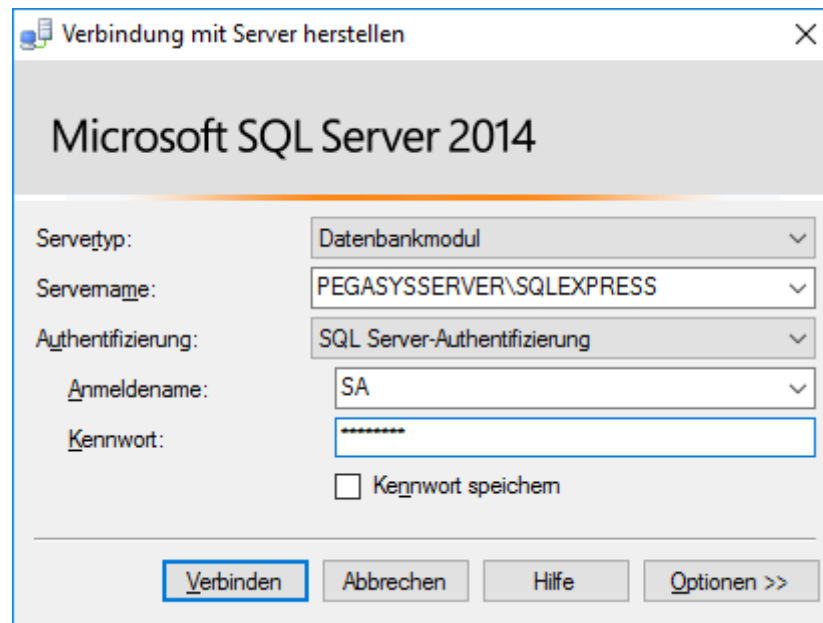 Verbindung mit Server herstellen
Microsoft SQL Server 2014
Servertyp: Datenbankmodul
Servername: PEGASYSSERVER\SQLEXPRESS
Authentifizierung: SQL Server-Authentifizierung
Anmeldename: SA
Kennwort: ********
Kennwort speichern
Verbinden Abbrechen Hilfe Optionen >>